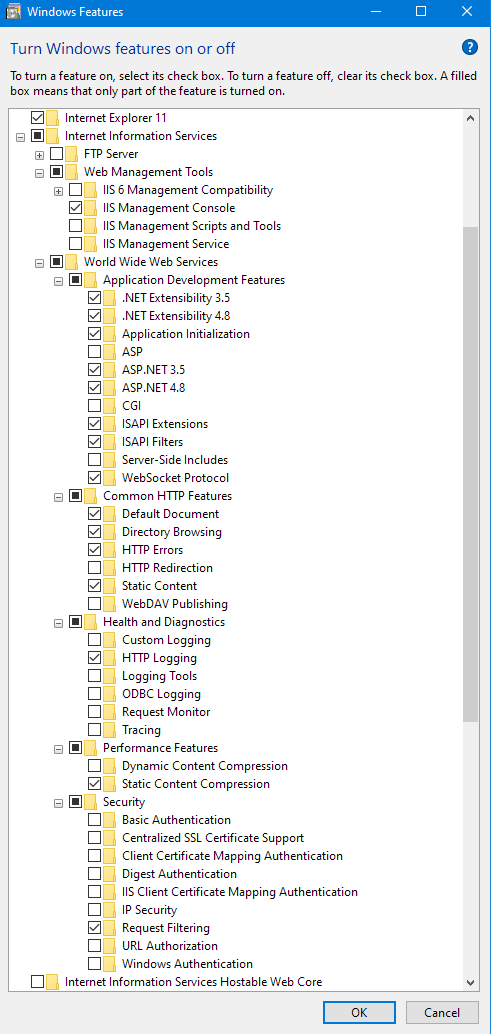 Windows Features
Turn Windows features on or off
?
To turn a feature on, select its check box. To turn a feature off, clear its check box. A filled
box means that only part of the feature is turned on.
Internet Explorer 11
Internet Information Services
FTP Server
Web Management Tools
IIS 6 Management Compatibility
IIS Management Console
IIS Management Scripts and Tools
IIS Management Service
World Wide Web Services
Application Development Features
.NET Extensibility 3.5
.NET Extensibility 4.8
Application Initialization
ASP
ASP.NET 3.5
ASP.NET 4.8
CGI
ISAPI Extensions
ISAPI Filters
Server-Side Includes
WebSocket Protocol
Common HTTP Features
Default Document
Directory Browsing
HTTP Errors
HTTP Redirection
Static Content
WebDAV Publishing
Health and Diagnostics
Custom Logging
HTTP Logging
Logging Tools
ODBC Logging
Request Monitor
Tracing
Performance Features
Dynamic Content Compression
Static Content Compression
Security
Basic Authentication
Centralized SSL Certificate Support
Client Certificate Mapping Authentication
Digest Authentication
IIS Client Certificate Mapping Authentication
IP Security
Request Filtering
URL Authorization
Windows Authentication
Internet Information Services Hostable Web Core
OK
Cancel